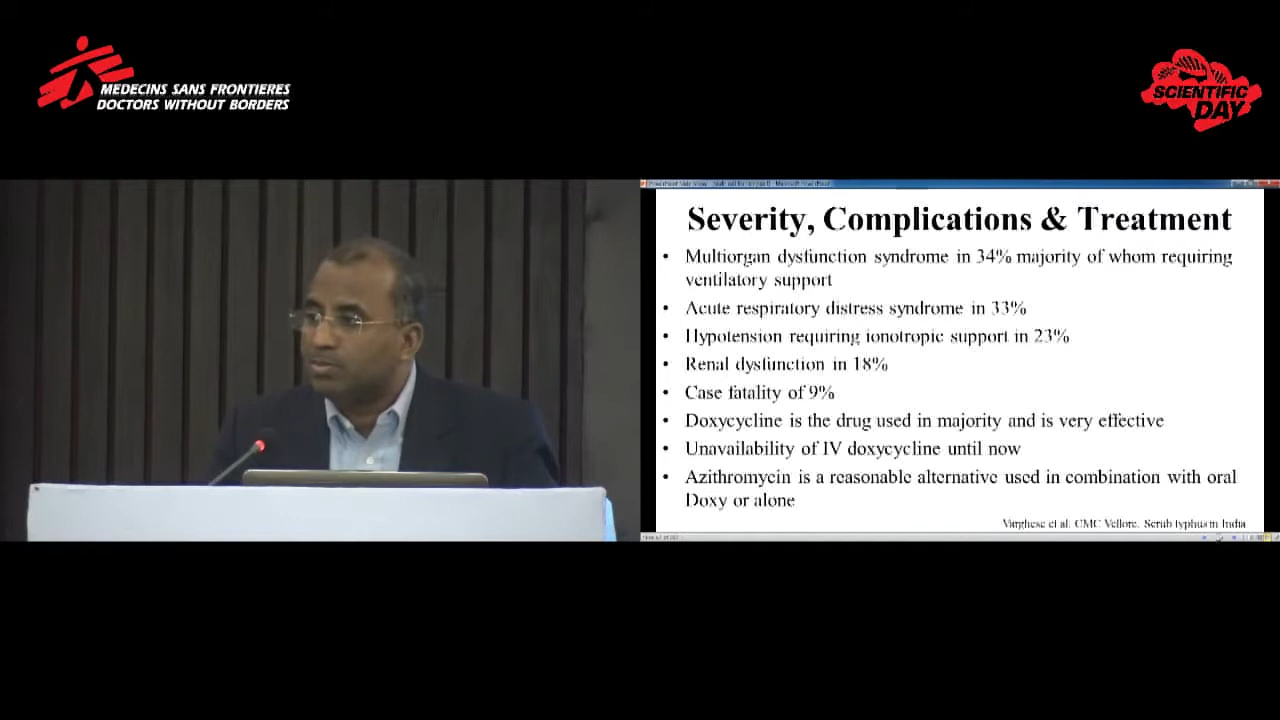 MEDECINS SANS FRONTIERES
DOCTORS WITHOUT BORDERS
SCIENTIFIC
DAY
Severity, Complications & Treatment
• Multiorgan dysfunction syndrome in 34% majority of whom requiring
ventilatory support
• Acute respiratory distress syndrome in 33%
• Hypotension requiring ionotropic support in 23%
• Renal dysfunction in 18%
• Case fatality of 9%
• Doxycycline is the drug used in majority and is very effective
• Unavailability of IV doxycycline until now
• Azithromycin is a reasonable alternative used in combination with oral
Doxy or alone
Varghese et al. CMC Vellore. Scrub typhus in India